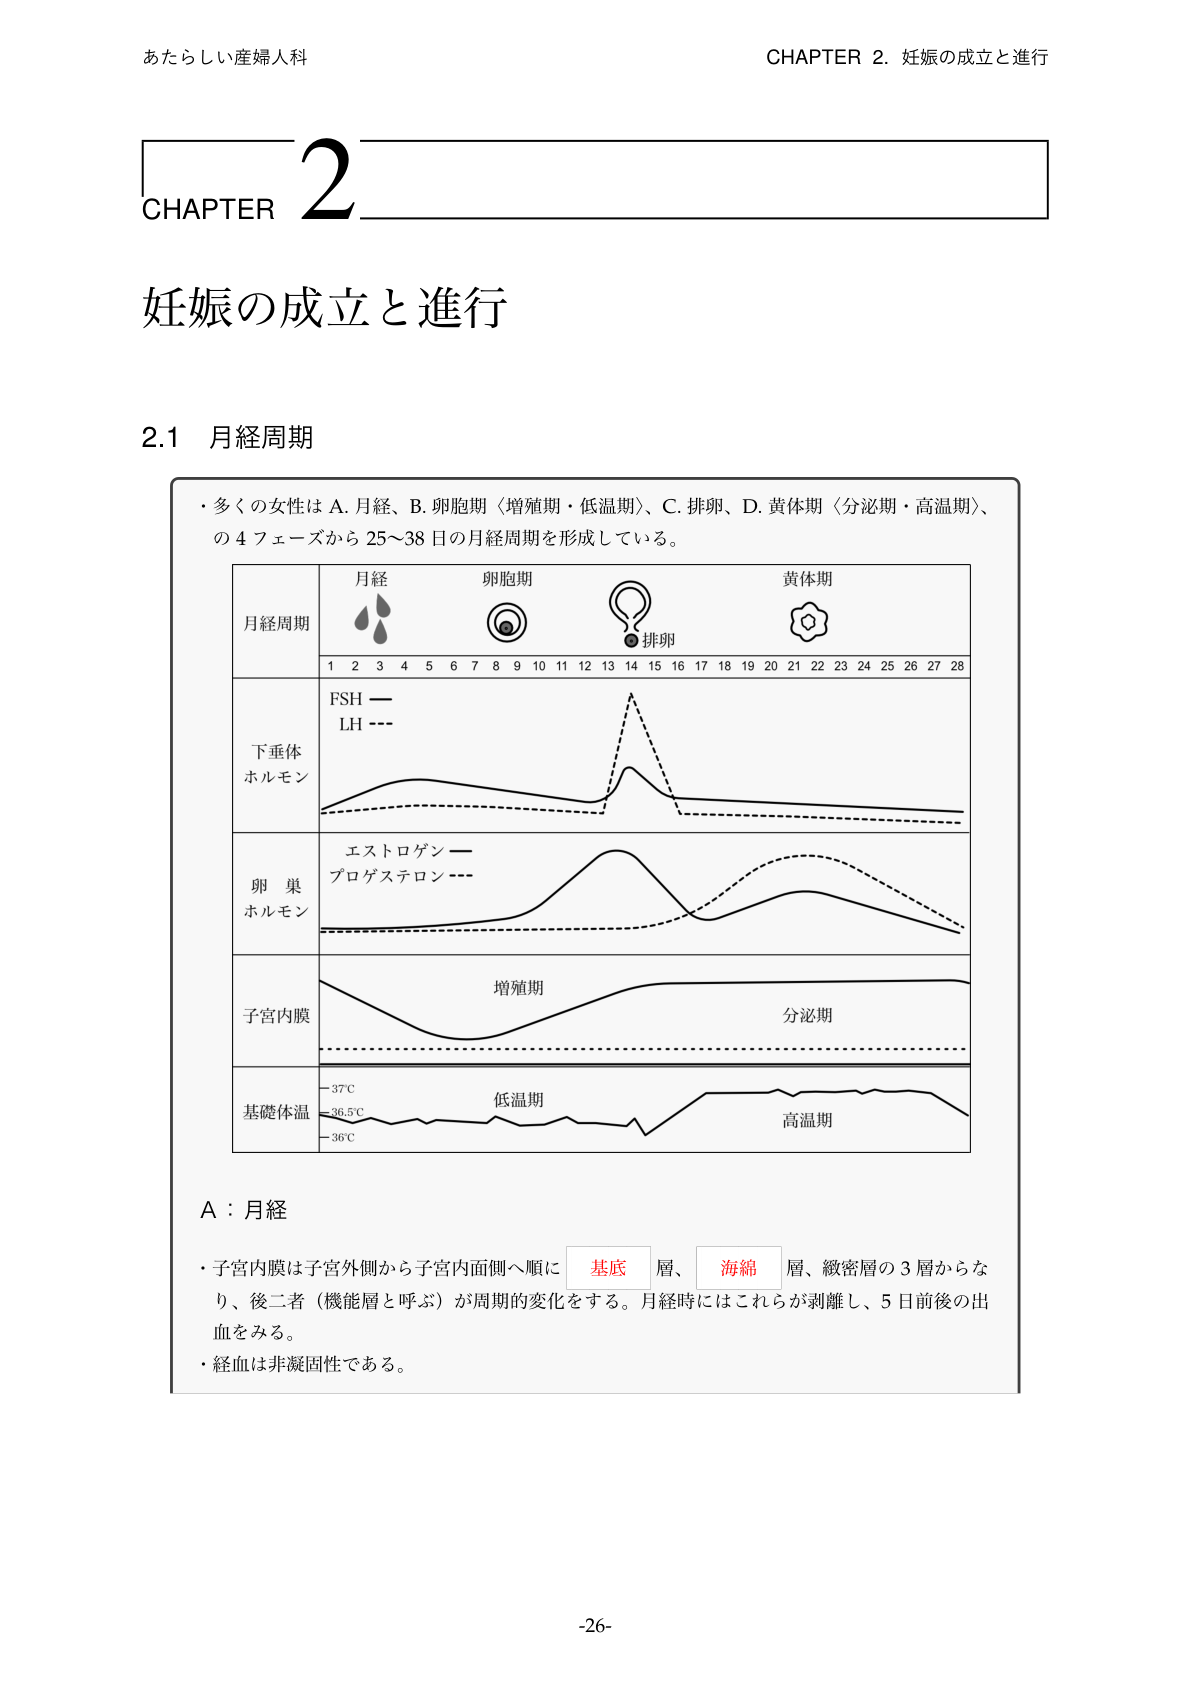 あたらしい産婦人科
CHAPTER 2. 妊娠の成立と進行
CHAPTER 2
妊娠の成立と進行
2.1 月経周期
・多くの女性は A. 月経、B. 卵胞期〈増殖期・低温期〉、C. 排卵、D. 黄体期〈分泌期・高温期〉、
の 4 フェーズから 25〜38 日の月経周期を形成している。
月経周期
月経
卵胞期
排卵
黄体期
1 2 3 4 5 6 7 8 9 10 11 12 13 14 15 16 17 18 19 20 21 22 23 24 25 26 27 28
下垂体
ホルモン
FSH
LH
卵 巣
ホルモン
エストロゲン
プロゲステロン
子宮内膜
増殖期
分泌期
基礎体温
37℃
36.5℃
36℃
低温期
高温期
A：月経
・子宮内膜は子宮外側から子宮内面側へ順に 基底 層、 海綿 層、緻密層の 3 層からな
り、後二者（機能層と呼ぶ）が周期的変化をする。月経時にはこれらが剥離し、5 日前後の出
血をみる。
・経血は非凝固性である。
-26-